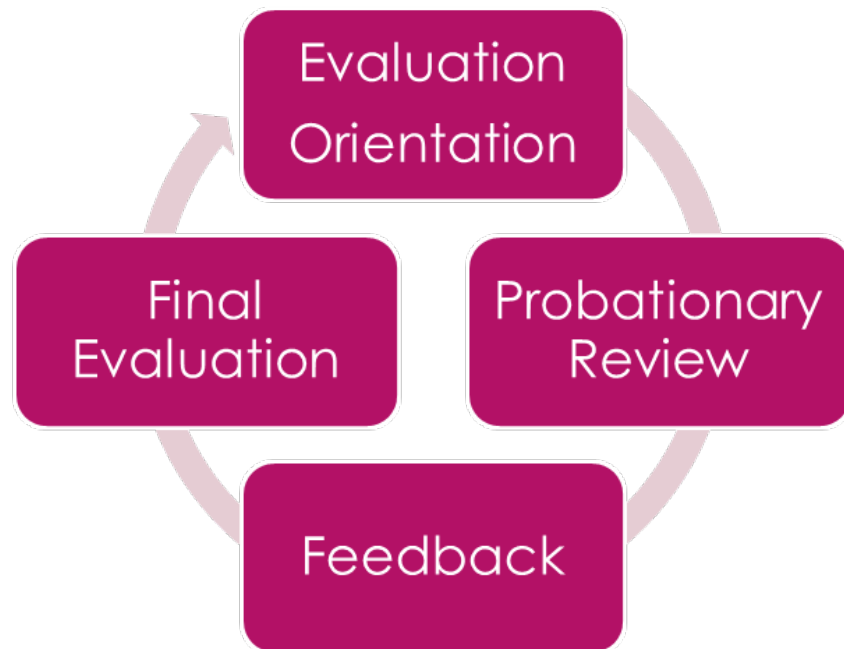 Evaluation
Orientation
Probationary
Review
Feedback
Final
Evaluation